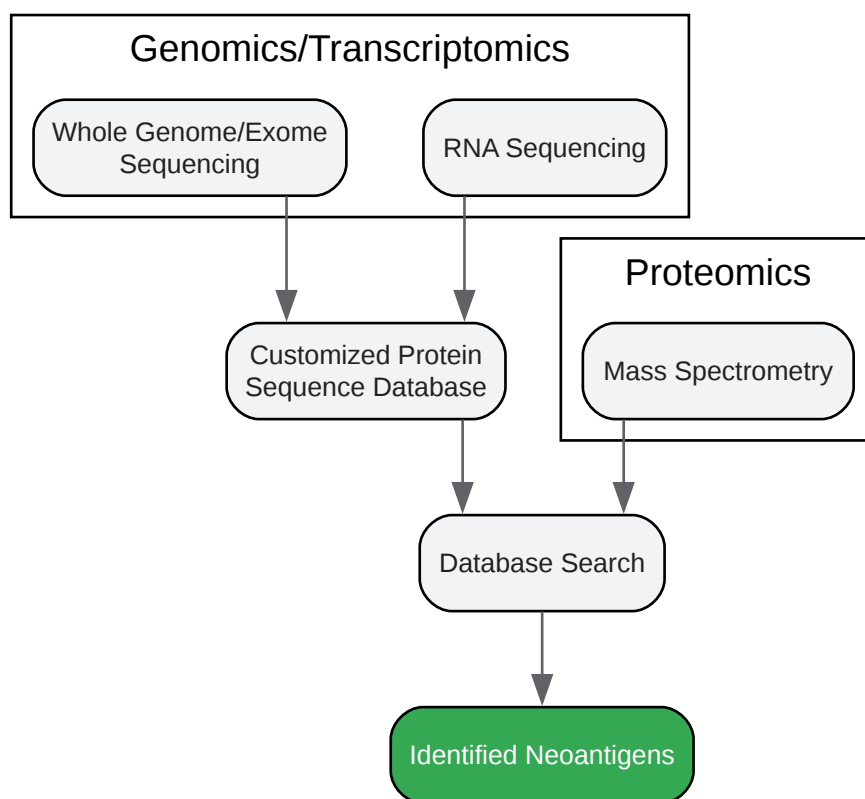 Genomics/Transcriptomics
Whole Genome/Exome
Sequencing
RNA Sequencing
Proteomics
Customized Protein
Sequence Database
Mass Spectrometry
Database Search
Identified Neoantigens